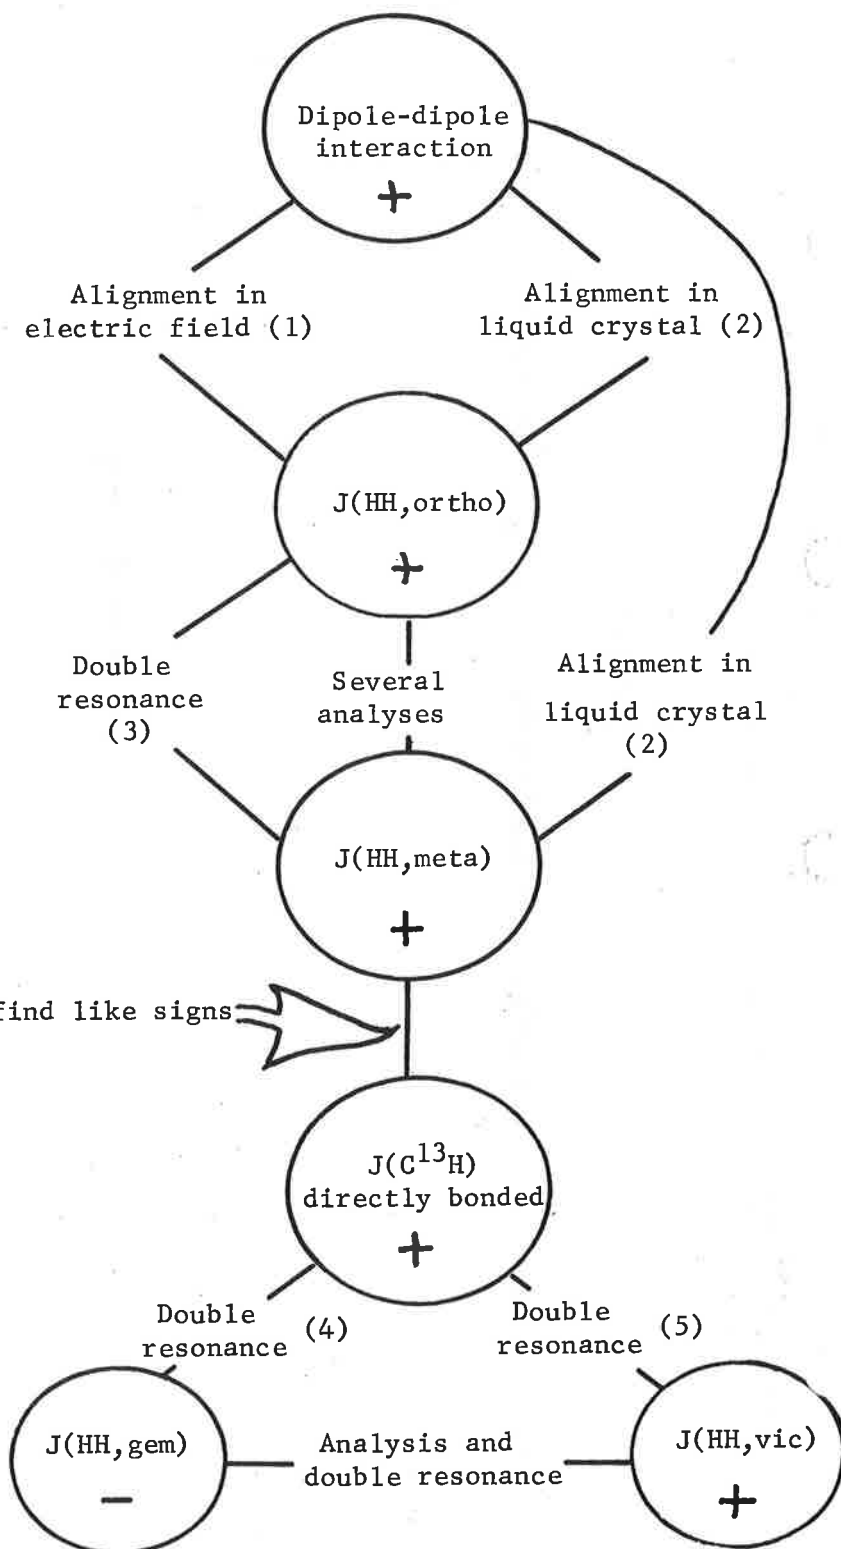 Dipole-dipole
interaction
+
Alignment in
electric field (1)
Alignment in
liquid crystal (2)
J(HH,ortho)
+
Double
resonance
(3)
Several
analyses
Alignment in
liquid crystal
(2)
J(HH,meta)
+
find like signs
J(C¹³H)
directly bonded
+
Double
resonance (4)
Double
resonance (5)
J(HH,gem)
−
Analysis and
double resonance
J(HH,vic)
+